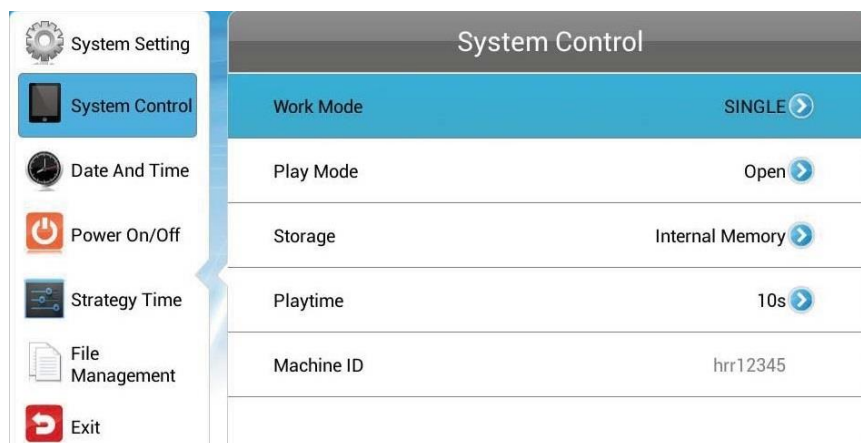 System Setting
System Control
Date And Time
Power On/Off
Strategy Time
File
Management
Exit
System Control
Work Mode SINGLE
Play Mode Open
Storage Internal Memory
Playtime 10s
Machine ID hrr12345